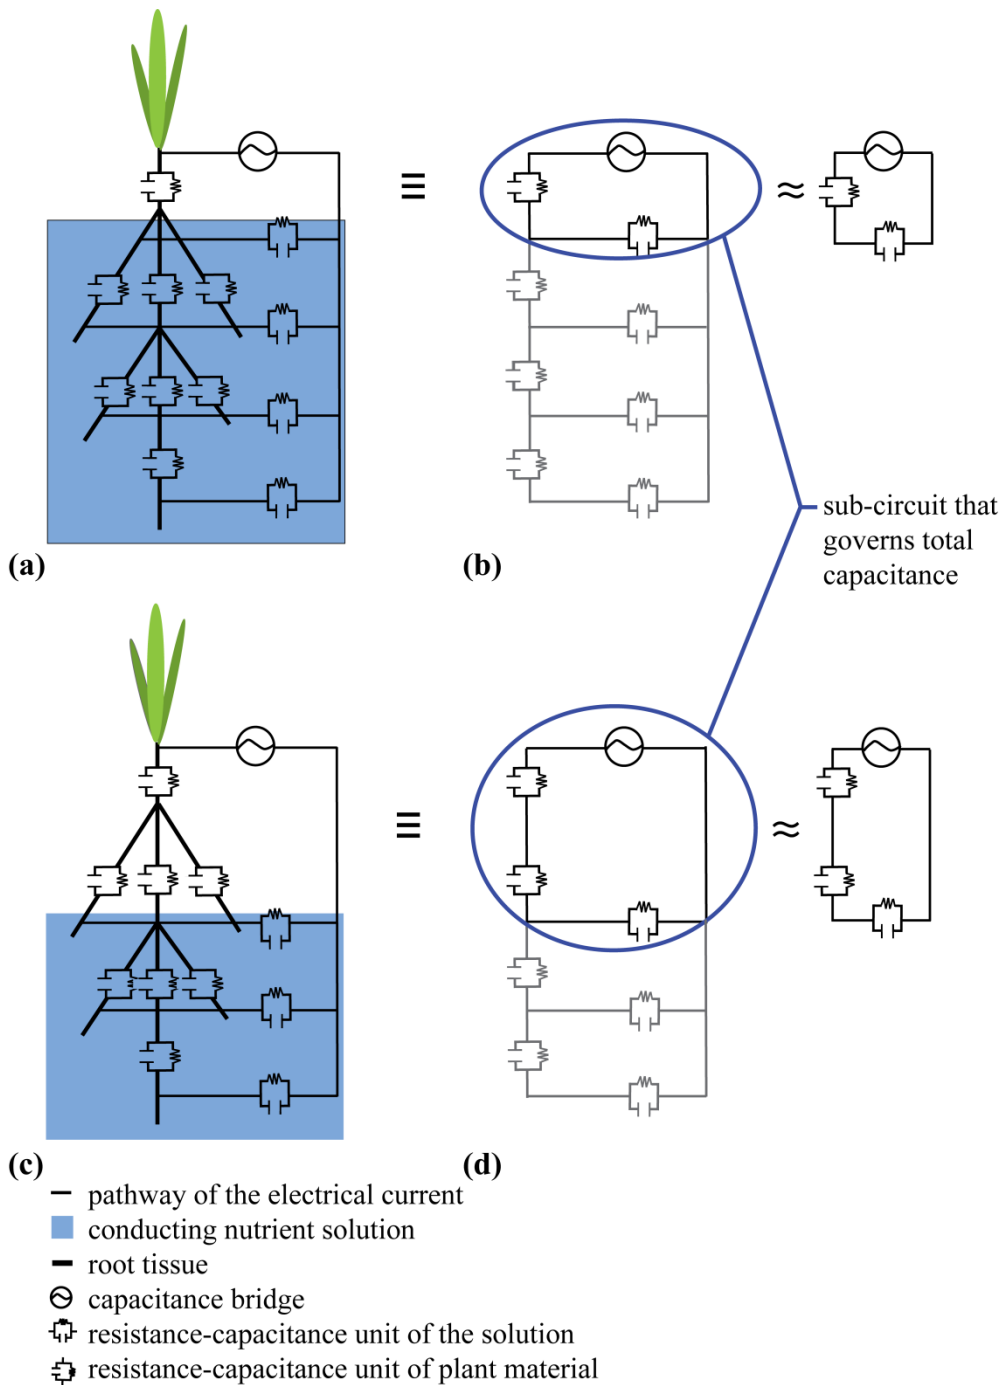 (a)
(b)
sub-circuit that
governs total
capacitance
(c)
(d)
pathway of the electrical current
conducting nutrient solution
root tissue
capacitance bridge
resistance-capacitance unit of the solution
resistance-capacitance unit of plant material